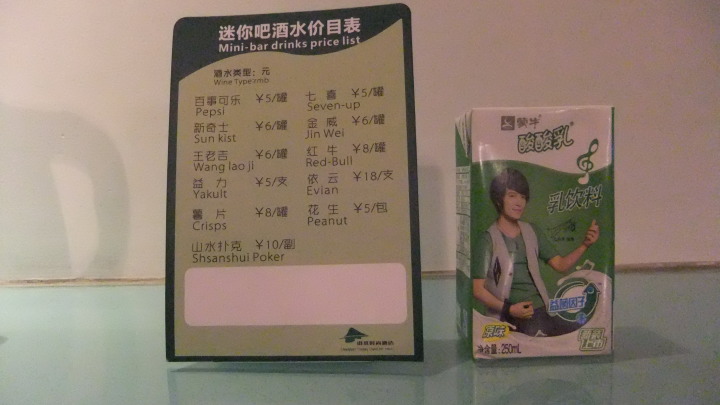 迷你吧酒水价目表
Mini-bar drinks price list
酒水类型：元
Wine Type:rmb
百事可乐 ￥5/罐
Pepsi
七 喜 ￥5/罐
Seven-up
新奇士 ￥6/罐
Sun kist
金 威 ￥6/罐
Jin Wei
王老吉 ￥6/罐
Wang lao ji
红 牛 ￥8/罐
Red-Bull
益 力 ￥5/支
Yakult
依 云 ￥18/支
Evian
薯 片 ￥8/罐
Crisps
花 生 ￥5/包
Peanut
山水扑克 ￥10/副
Shsanshui Poker
蒙牛
酸酸乳
乳饮料
益菌因子
原味
净含量: 250mL